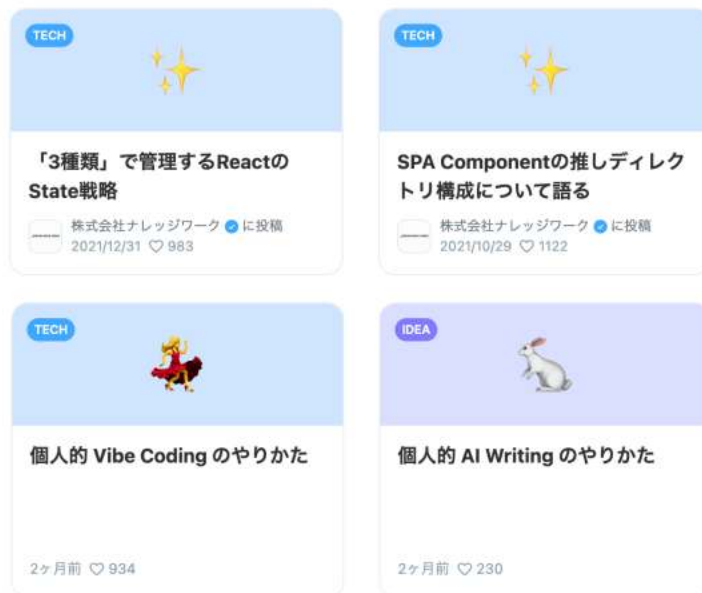 TECH
「3種類」で管理するReactの
State戦略
株式会社ナレッジワーク に投稿
2021/12/31 ♡ 983
TECH
SPA Componentの推しディレク
トリ構成について語る
株式会社ナレッジワーク に投稿
2021/10/29 ♡ 1122
TECH
個人的 Vibe Coding のやりかた
2ヶ月前 ♡ 934
IDEA
個人的 AI Writing のやりかた
2ヶ月前 ♡ 230